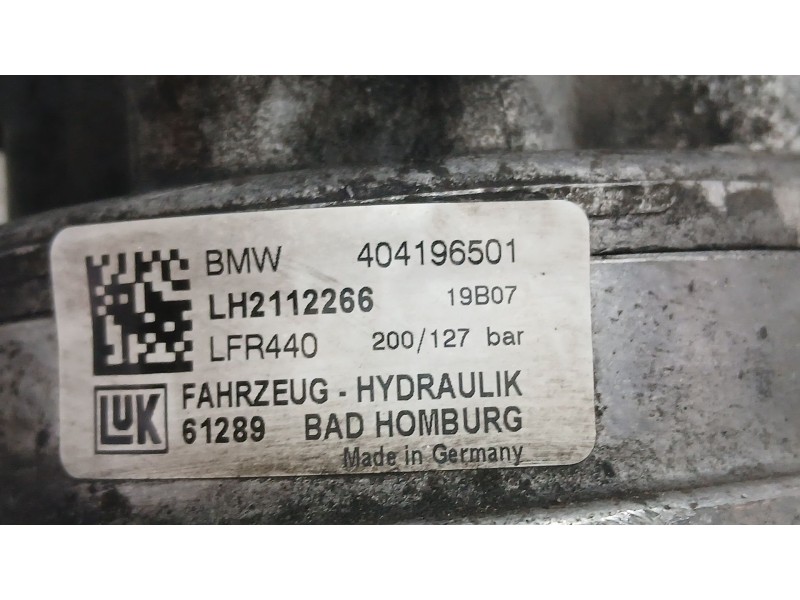 BMW 404196501
LH2112266 19B07
LFR440 200/127 bar
LUK FAHRZEUG - HYDRAULIK
61289 BAD HOMBURG
Made in Germany